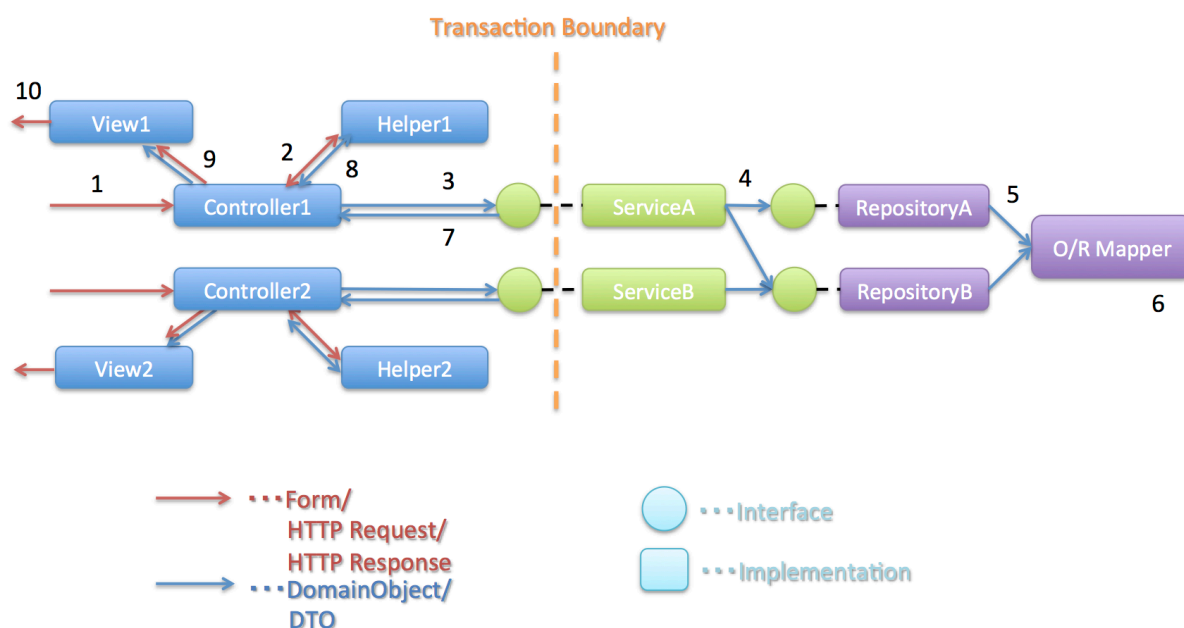 Transaction Boundary
10
View1
Helper1
9
2
8
1
3
4
5
Controller1
ServiceA
RepositoryA
7
O/R Mapper
Controller2
ServiceB
RepositoryB
6
View2
Helper2
···Form/
HTTP Request/
HTTP Response
···DomainObject/
DTO
···Interface
···Implementation